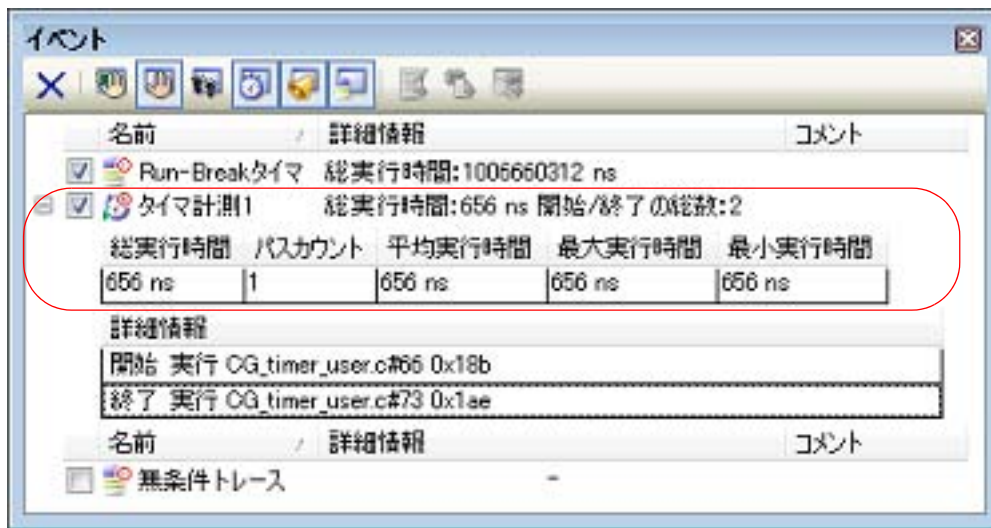 イベント
名前 詳細情報 コメント
Run-Breakタイマ 総実行時間:1006660312 ns
タイマ計測1 総実行時間:656 ns 開始/終了の総数:2
総実行時間 パスカウント 平均実行時間 最大実行時間 最小実行時間
656 ns 1 656 ns 656 ns 656 ns
詳細情報
開始 実行 CG_timer_user.c#66 0x18b
終了 実行 CG_timer_user.c#73 0x1ae
名前 詳細情報 コメント
無条件トレース -